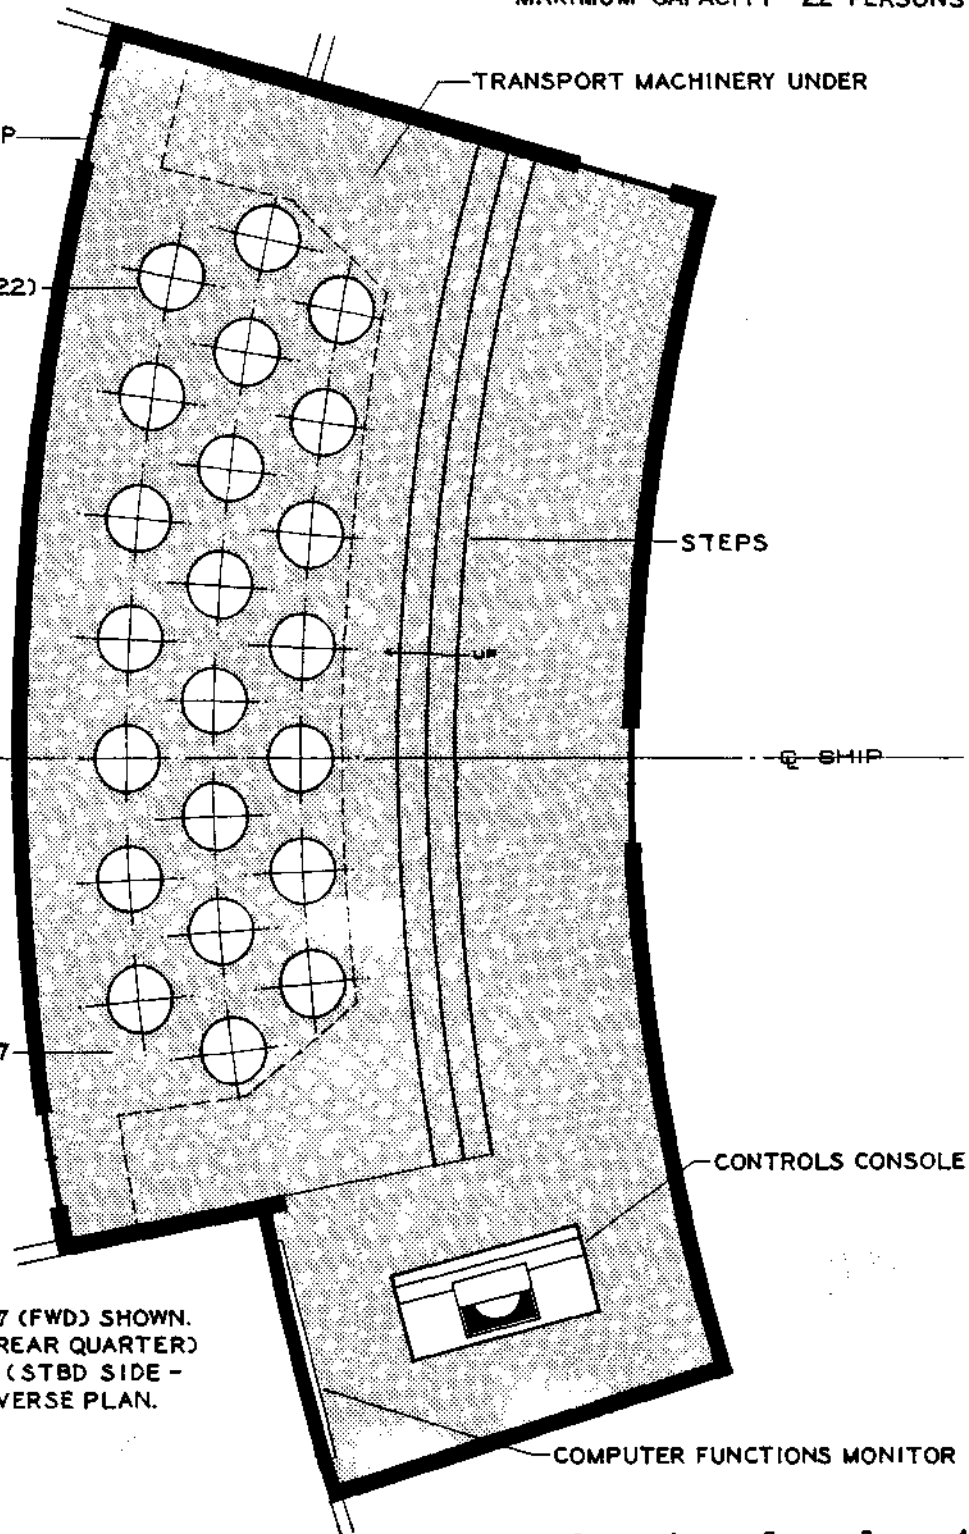 MAXIMUM CAPACITY 22 PERSONS
TRANSPORT MACHINERY UNDER
P
22)
STEPS
UP
℄ SHIP
7
CONTROLS CONSOLE
7 (FWD) SHOWN.
REAR QUARTER)
(STBD SIDE -
VERSE PLAN.
COMPUTER FUNCTIONS MONITOR